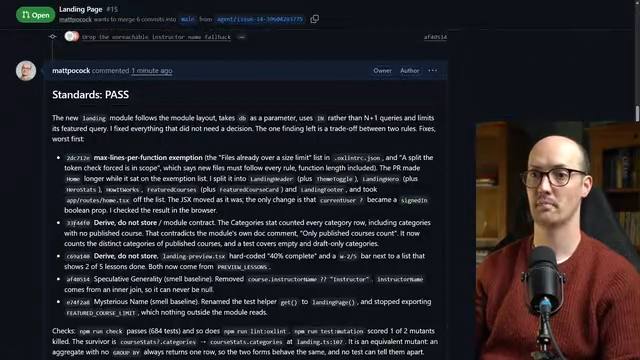 Open
Landing Page #15
mattpocock wants to merge 6 commits into main from agent/issue-14-30604203775
Drop the unreachable instructor name fallback
af40514
mattpocock commented 1 minute ago
Owner
Author
Standards: PASS
The new landing module follows the module layout, takes db as a parameter, uses IN rather than N+1 queries and limits
its featured query. I fixed everything that did not need a decision. The one finding left is a trade-off between two rules. Fixes,
worst first:
2dc712e max-lines-per-function exemption (the "Files already over a size limit" list in .oxlintrc.json, and "A split the
token check forced is in scope", which says new files must follow every rule, function length included). The PR made
Home longer while it sat on the exemption list. I split it into LandingHeader (plus ThemeToggle), LandingHero (plus
HeroStats), HowItWorks, FeaturedCourses (plus FeaturedCourseCard) and LandingFooter, and took
app/routes/home.tsx off the list. The JSX moved as it was; the only change is that currentUser ? became a signedIn
boolean prop. I checked the result in the browser.
33f44f0 Derive, do not store / module contract. The Categories stat counted every category row, including categories
with no published course. That contradicts the module's own doc comment, "Only published courses count". It now
counts the distinct categories of published courses, and a test covers empty and draft-only categories.
c69a140 Derive, do not store. landing-preview.tsx hard-coded "40% complete" and a w-2/5 bar next to a list that
shows 2 of 5 lessons done. Both now come from PREVIEW_LESSONS.
af40514 Speculative Generality (smell baseline). Removed course.instructorName ?? "Instructor". instructorName
comes from an inner join, so it can never be null.
e74f2a8 Mysterious Name (smell baseline). Renamed the test helper get() to landingPage(), and stopped exporting
FEATURED_COURSE_LIMIT, which nothing outside the module reads.
Checks: npm run check passes (684 tests) and so does npm run lint:oxlint. npm run test:mutation scored 1 of 2 mutants
killed. The survivor is courseStats?.categories → courseStats.categories at landing.ts:107. It is an equivalent mutant: an
aggregate with no GROUP BY always returns one row, so the two forms behave the same, and no test can tell them apart.